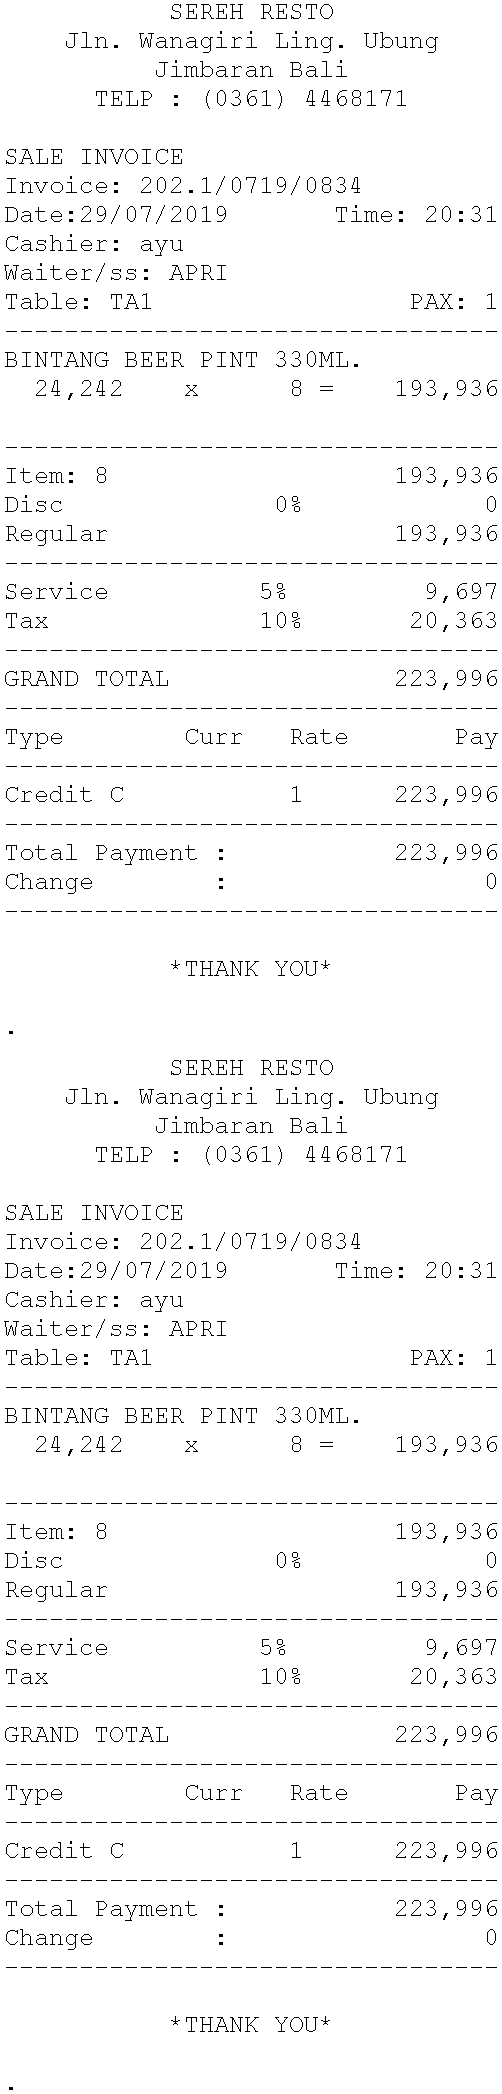 SEREH RESTO
Jln. Wanagiri Ling. Ubung
Jimbaran Bali
TELP : (0361) 4468171
SALE INVOICE
Invoice: 202.1/0719/0834
Date:29/07/2019 Time: 20:31
Cashier: ayu
Waiter/ss: APRI
Table: TA1 PAX: 1
---------------------------------
BINTANG BEER PINT 330ML.
24,242 x 8 = 193,936
---------------------------------
Item: 8 193,936
Disc 0% 0
Regular 193,936
---------------------------------
Service 5% 9,697
Tax 10% 20,363
---------------------------------
GRAND TOTAL 223,996
---------------------------------
Type Curr Rate Pay
---------------------------------
Credit C 1 223,996
---------------------------------
Total Payment : 223,996
Change : 0
---------------------------------
*THANK YOU*
.
SEREH RESTO
Jln. Wanagiri Ling. Ubung
Jimbaran Bali
TELP : (0361) 4468171
SALE INVOICE
Invoice: 202.1/0719/0834
Date:29/07/2019 Time: 20:31
Cashier: ayu
Waiter/ss: APRI
Table: TA1 PAX: 1
---------------------------------
BINTANG BEER PINT 330ML.
24,242 x 8 = 193,936
---------------------------------
Item: 8 193,936
Disc 0% 0
Regular 193,936
---------------------------------
Service 5% 9,697
Tax 10% 20,363
---------------------------------
GRAND TOTAL 223,996
---------------------------------
Type Curr Rate Pay
---------------------------------
Credit C 1 223,996
---------------------------------
Total Payment : 223,996
Change : 0
---------------------------------
*THANK YOU*
.